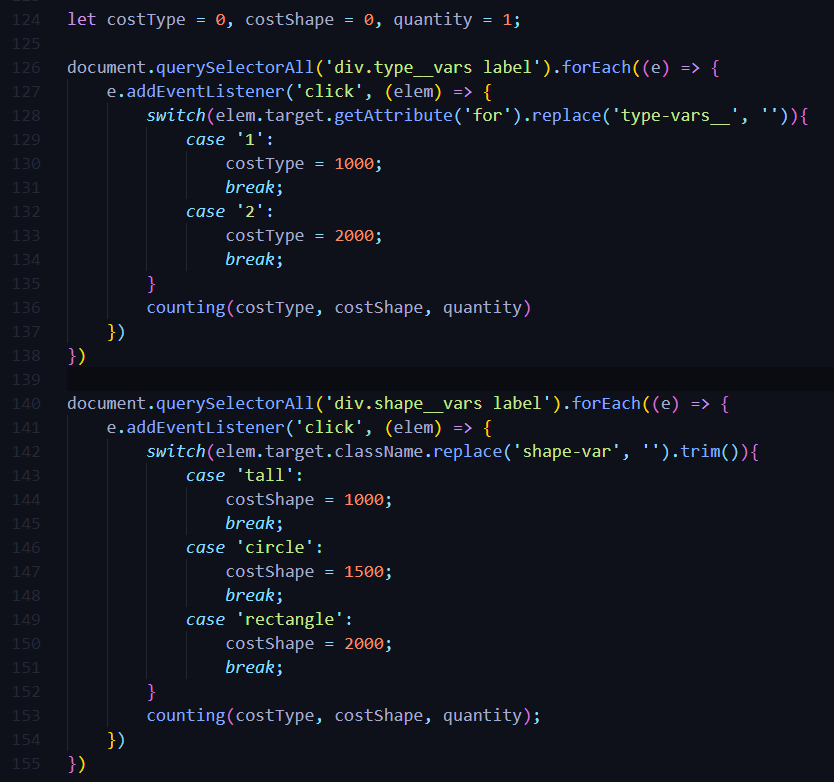 124 let costType = 0, costShape = 0, quantity = 1;
125
126 document.querySelectorAll('div.type__vars label').forEach((e) => {
127     e.addEventListener('click', (elem) => {
128         switch(elem.target.getAttribute('for').replace('type-vars__', '')){
129             case '1':
130                 costType = 1000;
131                 break;
132             case '2':
133                 costType = 2000;
134                 break;
135         }
136         counting(costType, costShape, quantity)
137     })
138 })
139
140 document.querySelectorAll('div.shape__vars label').forEach((e) => {
141     e.addEventListener('click', (elem) => {
142         switch(elem.target.className.replace('shape-var', '').trim()){
143             case 'tall':
144                 costShape = 1000;
145                 break;
146             case 'circle':
147                 costShape = 1500;
148                 break;
149             case 'rectangle':
150                 costShape = 2000;
151                 break;
152         }
153         counting(costType, costShape, quantity);
154     })
155 })